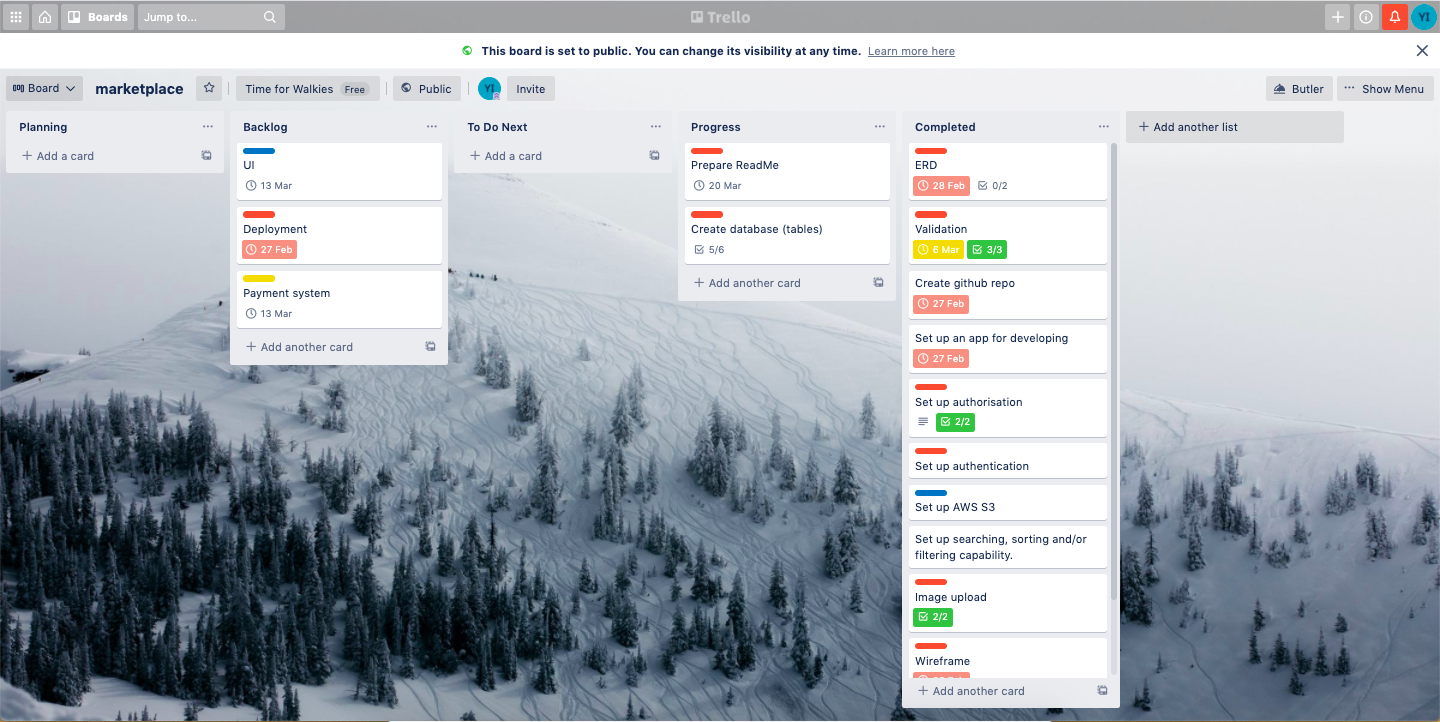 Boards
Jump to...
Trello
YI
This board is set to public. You can change its visibility at any time. Learn more here
Board
marketplace
Time for Walkies Free
Public
YI
Invite
Butler
Show Menu
Planning
Add a card
Backlog
UI
13 Mar
Deployment
27 Feb
Payment system
13 Mar
Add another card
To Do Next
Add a card
Progress
Prepare ReadMe
20 Mar
Create database (tables)
5/6
Add another card
Completed
ERD
28 Feb 0/2
Validation
6 Mar 3/3
Create github repo
27 Feb
Set up an app for developing
27 Feb
Set up authorisation
2/2
Set up authentication
Set up AWS S3
Set up searching, sorting and/or
filtering capability.
Image upload
2/2
Wireframe
Add another card
Add another list